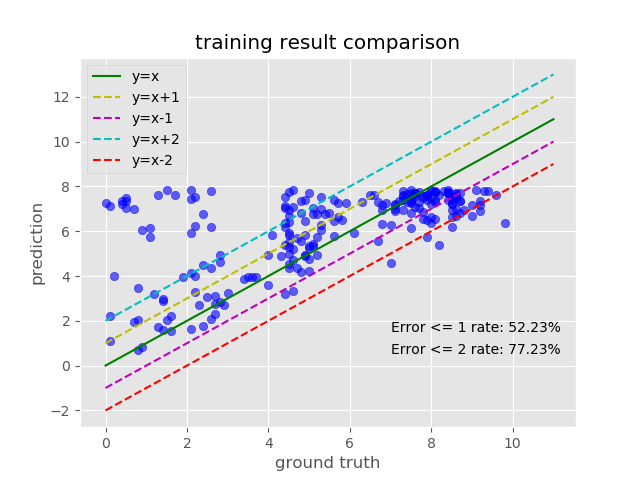 training result comparison
y=x
y=x+1
y=x-1
y=x+2
y=x-2
12
10
8
6
4
2
0
−2
prediction
Error <= 1 rate: 52.23%
Error <= 2 rate: 77.23%
0 2 4 6 8 10
ground truth